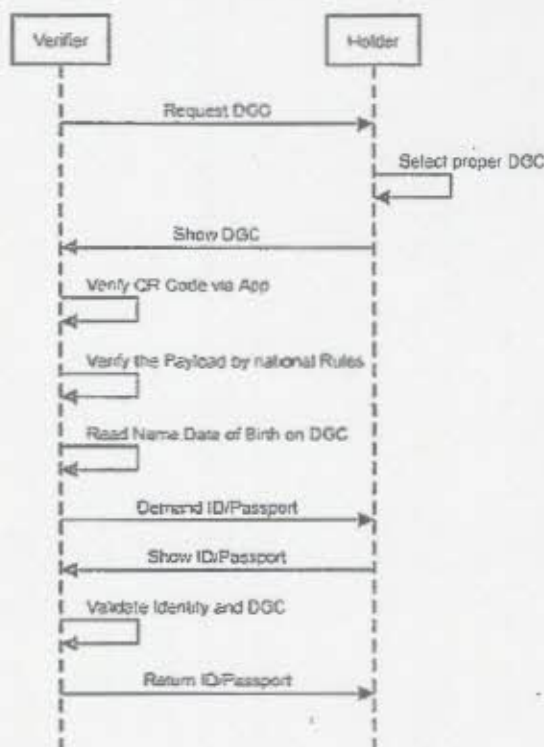 Verifier
Holder
Request DGC
Select proper DGC
Show DGC
Verify QR Code via App
Verify the Payload by national Rules
Read Name,Date of Birth on DGC
Demand ID/Passport
Show ID/Passport
Validate Identity and DGC
Return ID/Passport